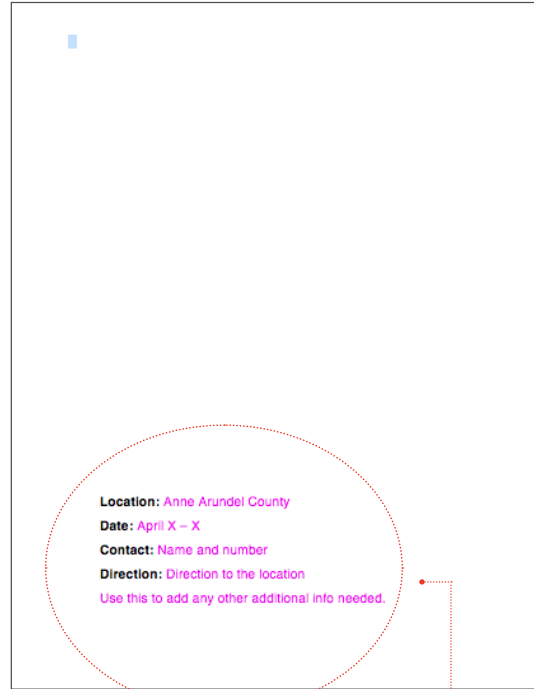 Location: Anne Arundel County
Date: April X – X
Contact: Name and number
Direction: Direction to the location
Use this to add any other additional info needed.